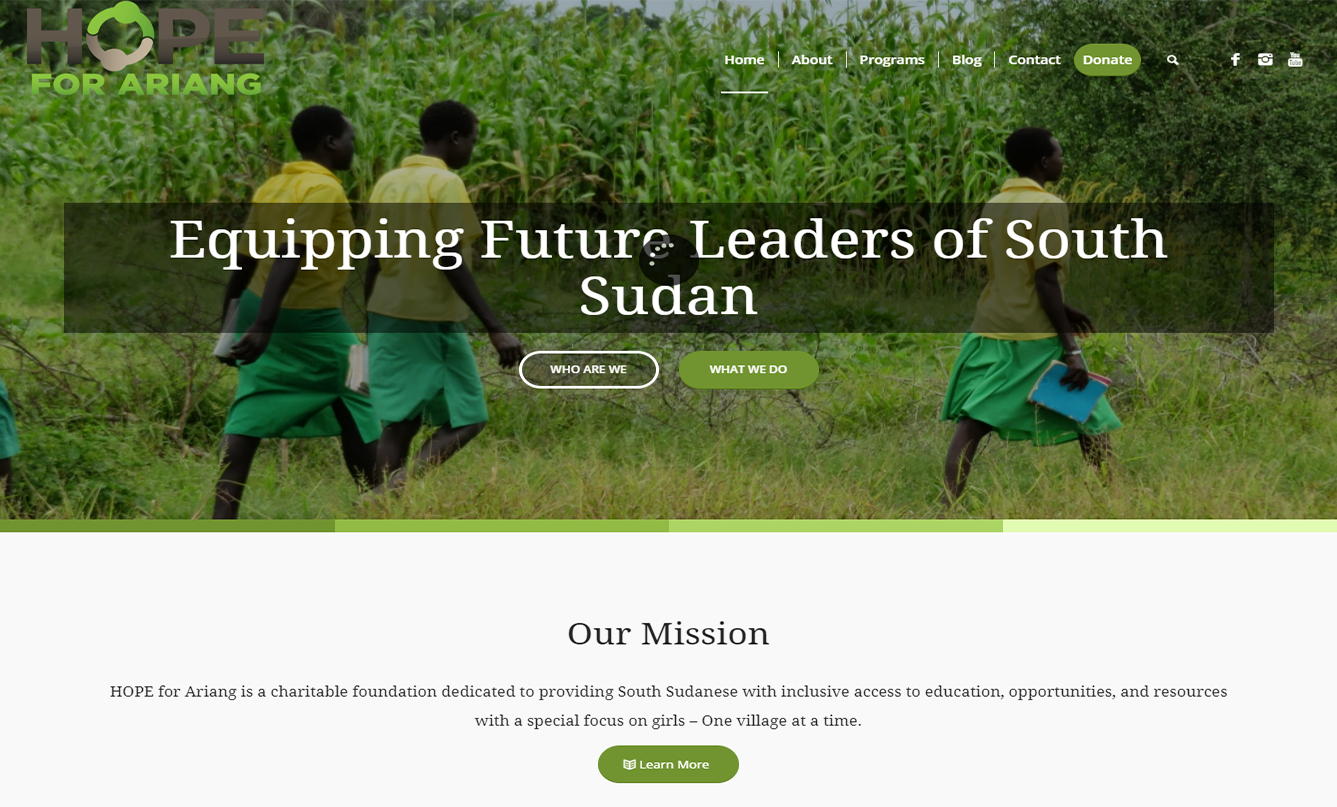 HOPE
FOR ARIANG
Home
About
Programs
Blog
Contact
Donate
You
Tube
Equipping Future Leaders of South
Sudan
WHO ARE WE
WHAT WE DO
Our Mission
HOPE for Ariang is a charitable foundation dedicated to providing South Sudanese with inclusive access to education, opportunities, and resources
with a special focus on girls – One village at a time.
Learn More